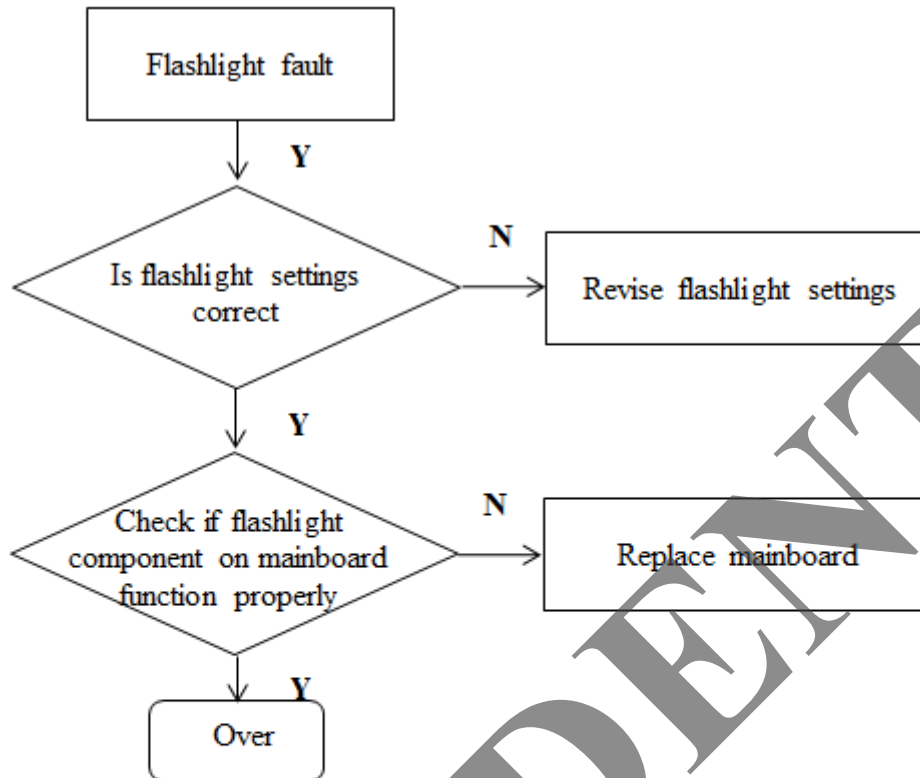 Flashlight fault
Y
Is flashlight settings
correct
N
Revise flashlight settings
Y
Check if flashlight
component on mainboard
function properly
N
Replace mainboard
Y
Over
DENT